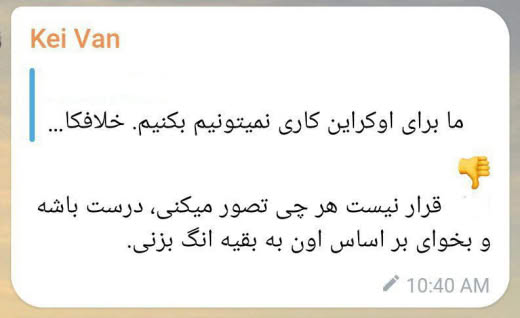 Kei Van
ما برای اوکراین کاری نمیتونیم بکنیم. خلافکا...
👎
قرار نیست هر چی تصور میکنی، درست باشه
و بخوای بر اساس اون به بقیه انگ بزنی.
10:40 AM